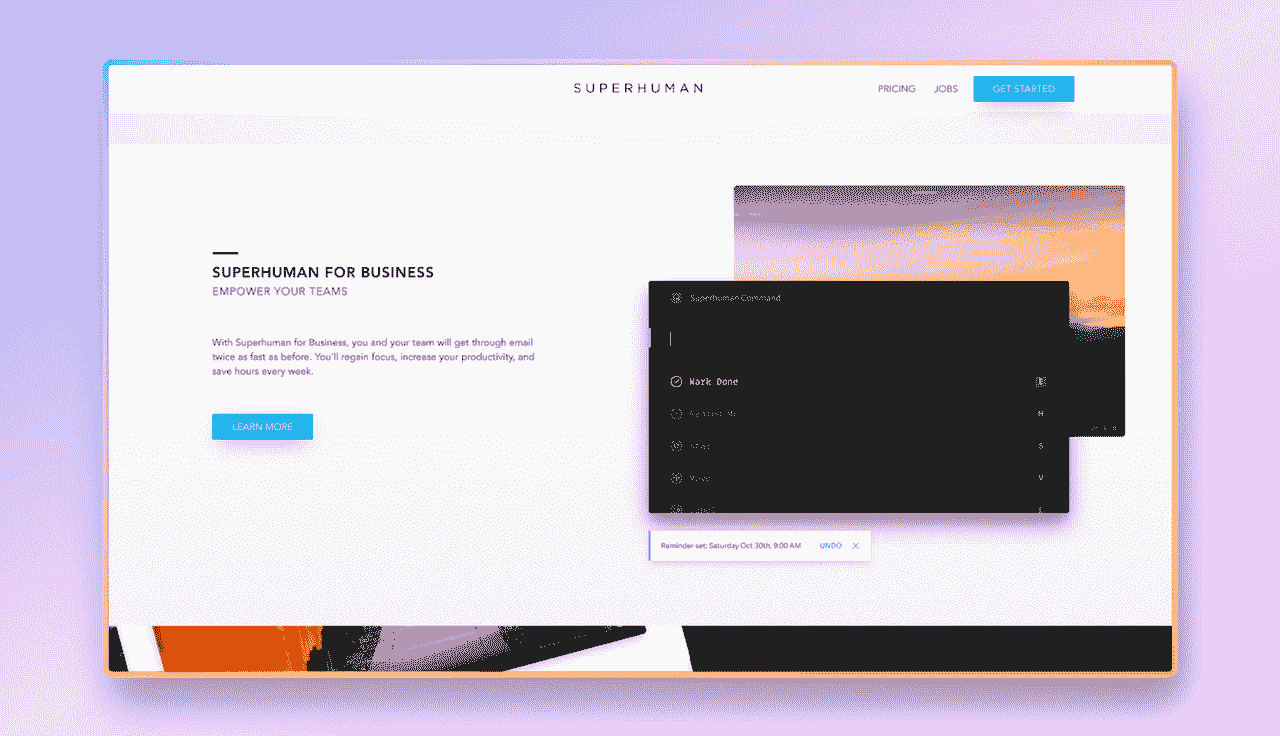 SUPERHUMAN
PRICING
JOBS
GET STARTED
SUPERHUMAN FOR BUSINESS
EMPOWER YOUR TEAMS
With Superhuman for Business, you and your team will get through email
twice as fast as before. You'll regain focus, increase your productivity, and
save hours every week.
LEARN MORE
Superhuman Command
Mark Done
H
S
V
Reminder set: Saturday Oct 30th, 9:00 AM UNDO